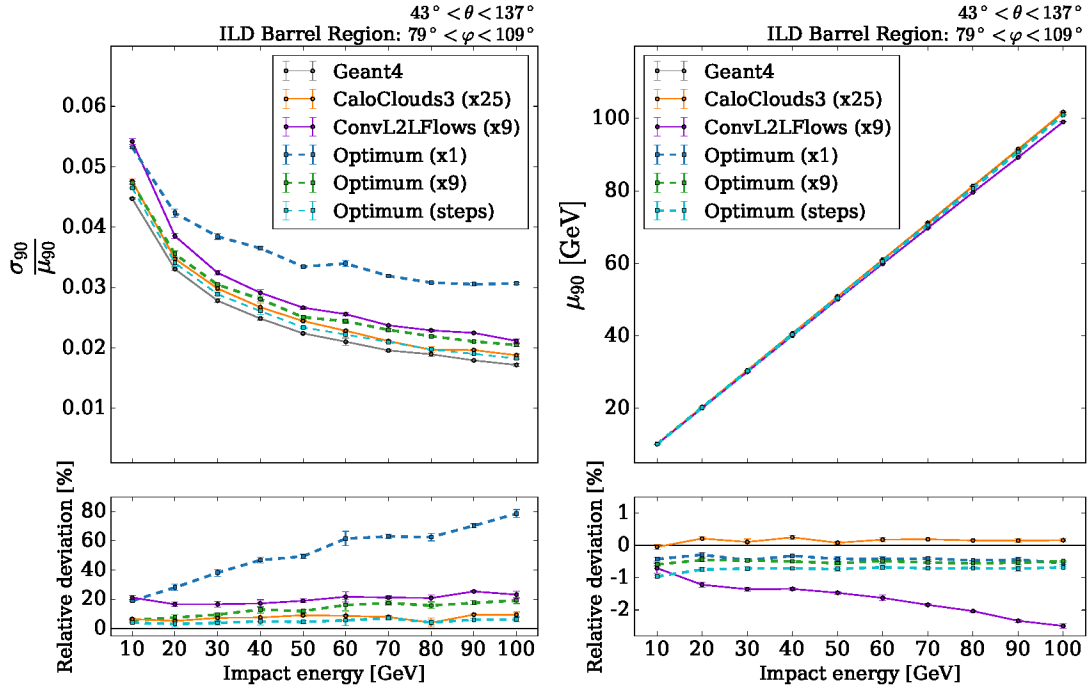 43° < θ < 137°
ILD Barrel Region: 79° < φ < 109°
Geant4
CaloClouds3 (x25)
ConvL2LFlows (x9)
Optimum (x1)
Optimum (x9)
Optimum (steps)
0.06
0.05
0.04
0.03
0.02
0.01
σ90
μ90
80
60
40
20
0
Relative deviation [%]
10 20 30 40 50 60 70 80 90 100
Impact energy [GeV]
43° < θ < 137°
ILD Barrel Region: 79° < φ < 109°
Geant4
CaloClouds3 (x25)
ConvL2LFlows (x9)
Optimum (x1)
Optimum (x9)
Optimum (steps)
100
80
60
40
20
μ90 [GeV]
1
0
-1
-2
Relative deviation [%]
10 20 30 40 50 60 70 80 90 100
Impact energy [GeV]